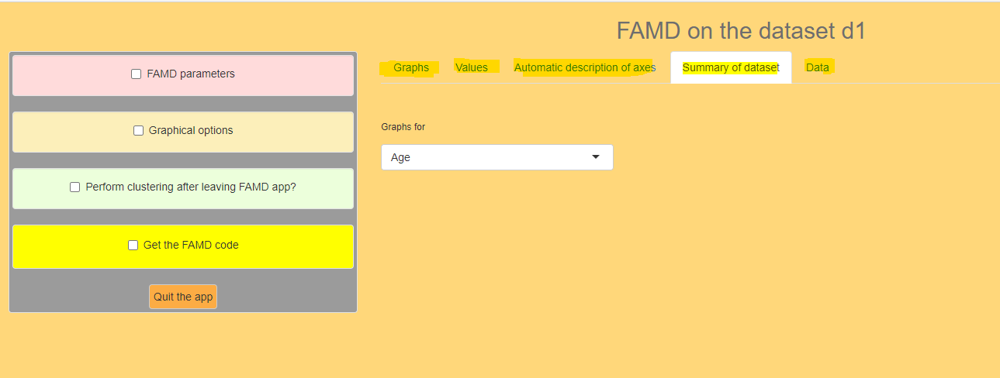 FAMD on the dataset d1
FAMD parameters
Graphical options
Perform clustering after leaving FAMD app?
Get the FAMD code
Quit the app
Graphs Values Automatic description of axes Summary of dataset Data
Graphs for
Age